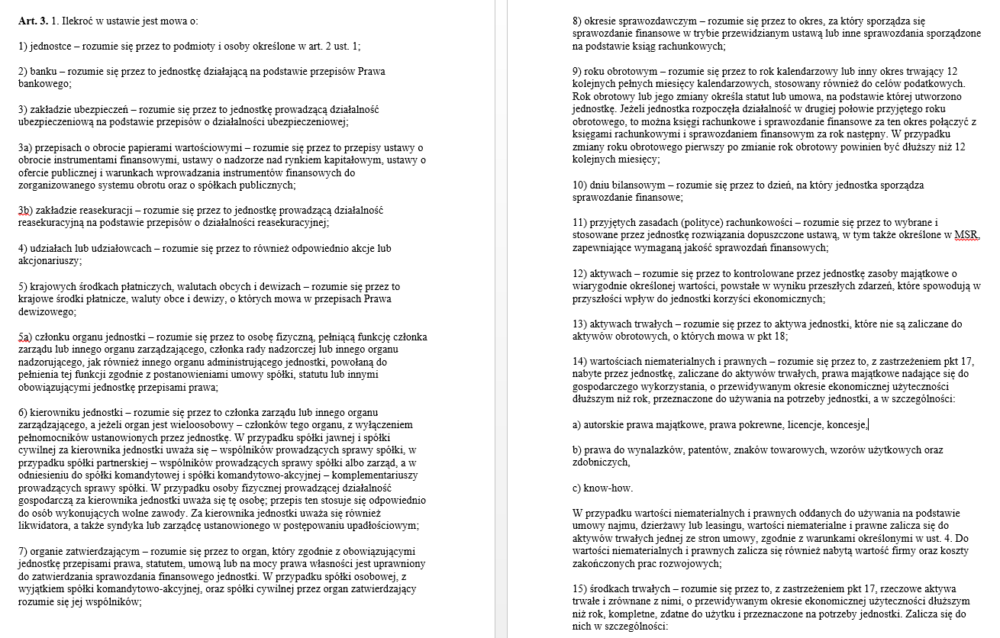 Art. 3. 1. Ilekroć w ustawie jest mowa o:
1) jednostce – rozumie się przez to podmioty i osoby określone w art. 2 ust. 1;
2) banku – rozumie się przez to jednostkę działającą na podstawie przepisów Prawa
bankowego;
3) zakładzie ubezpieczeń – rozumie się przez to jednostkę prowadzącą działalność
ubezpieczeniową na podstawie przepisów o działalności ubezpieczeniowej;
3a) przepisach o obrocie papierami wartościowymi – rozumie się przez to przepisy ustawy o
obrocie instrumentami finansowymi, ustawy o nadzorze nad rynkiem kapitałowym, ustawy o
ofercie publicznej i warunkach wprowadzania instrumentów finansowych do
zorganizowanego systemu obrotu oraz o spółkach publicznych;
3b) zakładzie reasekuracji – rozumie się przez to jednostkę prowadzącą działalność
reasekuracyjną na podstawie przepisów o działalności reasekuracyjnej;
4) udziałach lub udziałowcach – rozumie się przez to również odpowiednio akcje lub
akcjonariuszy;
5) krajowych środkach płatniczych, walutach obcych i dewizach – rozumie się przez to
krajowe środki płatnicze, waluty obce i dewizy, o których mowa w przepisach Prawa
dewizowego;
5a) członku organu jednostki – rozumie się przez to osobę fizyczną, pełniącą funkcję członka
zarządu lub innego organu zarządzającego, członka rady nadzorczej lub innego organu
nadzorującego, jak również innego organu administrującego jednostki, powołaną do
pełnienia tej funkcji zgodnie z postanowieniami umowy spółki, statutu lub innymi
obowiązującymi jednostkę przepisami prawa;
6) kierowniku jednostki – rozumie się przez to członka zarządu lub innego organu
zarządzającego, a jeżeli organ jest wieloosobowy – członków tego organu, z wyłączeniem
pełnomocników ustanowionych przez jednostkę. W przypadku spółki jawnej i spółki
cywilnej za kierownika jednostki uważa się – wspólników prowadzących sprawy spółki, w
przypadku spółki partnerskiej – wspólników prowadzących sprawy spółki albo zarząd, a w
odniesieniu do spółki komandytowej i spółki komandytowo-akcyjnej – komplementariuszy
prowadzących sprawy spółki. W przypadku osoby fizycznej prowadzącej działalność
gospodarczą za kierownika jednostki uważa się tę osobę; przepis ten stosuje się odpowiednio
do osób wykonujących wolne zawody. Za kierownika jednostki uważa się również
likwidatora, a także syndyka lub zarządcę ustanowionego w postępowaniu upadłościowym;
7) organie zatwierdzającym – rozumie się przez to organ, który zgodnie z obowiązującymi
jednostkę przepisami prawa, statutem, umową lub na mocy prawa własności jest uprawniony
do zatwierdzania sprawozdania finansowego jednostki. W przypadku spółki osobowej, z
wyjątkiem spółki komandytowo-akcyjnej, oraz spółki cywilnej przez organ zatwierdzający
rozumie się jej wspólników;
8) okresie sprawozdawczym – rozumie się przez to okres, za który sporządza się
sprawozdanie finansowe w trybie przewidzianym ustawą lub inne sprawozdania sporządzone
na podstawie ksiąg rachunkowych;
9) roku obrotowym – rozumie się przez to rok kalendarzowy lub inny okres trwający 12
kolejnych pełnych miesięcy kalendarzowych, stosowany również do celów podatkowych.
Rok obrotowy lub jego zmiany określa statut lub umowa, na podstawie której utworzono
jednostkę. Jeżeli jednostka rozpoczęła działalność w drugiej połowie przyjętego roku
obrotowego, to można księgi rachunkowe i sprawozdanie finansowe za ten okres połączyć z
księgami rachunkowymi i sprawozdaniem finansowym za rok następny. W przypadku
zmiany roku obrotowego pierwszy po zmianie rok obrotowy powinien być dłuższy niż 12
kolejnych miesięcy;
10) dniu bilansowym – rozumie się przez to dzień, na który jednostka sporządza
sprawozdanie finansowe;
11) przyjętych zasadach (polityce) rachunkowości – rozumie się przez to wybrane i
stosowane przez jednostkę rozwiązania dopuszczone ustawą, w tym także określone w MSR,
zapewniające wymaganą jakość sprawozdań finansowych;
12) aktywach – rozumie się przez to kontrolowane przez jednostkę zasoby majątkowe o
wiarygodnie określonej wartości, powstałe w wyniku przeszłych zdarzeń, które spowodują w
przyszłości wpływ do jednostki korzyści ekonomicznych;
13) aktywach trwałych – rozumie się przez to aktywa jednostki, które nie są zaliczane do
aktywów obrotowych, o których mowa w pkt 18;
14) wartościach niematerialnych i prawnych – rozumie się przez to, z zastrzeżeniem pkt 17,
nabyte przez jednostkę, zaliczane do aktywów trwałych, prawa majątkowe nadające się do
gospodarczego wykorzystania, o przewidywanym okresie ekonomicznej użyteczności
dłuższym niż rok, przeznaczone do używania na potrzeby jednostki, a w szczególności:
a) autorskie prawa majątkowe, prawa pokrewne, licencje, koncesje,
b) prawa do wynalazków, patentów, znaków towarowych, wzorów użytkowych oraz
zdobniczych,
c) know-how.
W przypadku wartości niematerialnych i prawnych oddanych do używania na podstawie
umowy najmu, dzierżawy lub leasingu, wartości niematerialne i prawne zalicza się do
aktywów trwałych jednej ze stron umowy, zgodnie z warunkami określonymi w ust. 4. Do
wartości niematerialnych i prawnych zalicza się również nabytą wartość firmy oraz koszty
zakończonych prac rozwojowych;
15) środkach trwałych – rozumie się przez to, z zastrzeżeniem pkt 17, rzeczowe aktywa
trwałe i zrównane z nimi, o przewidywanym okresie ekonomicznej użyteczności dłuższym
niż rok, kompletne, zdatne do użytku i przeznaczone na potrzeby jednostki. Zalicza się do
nich w szczególności: